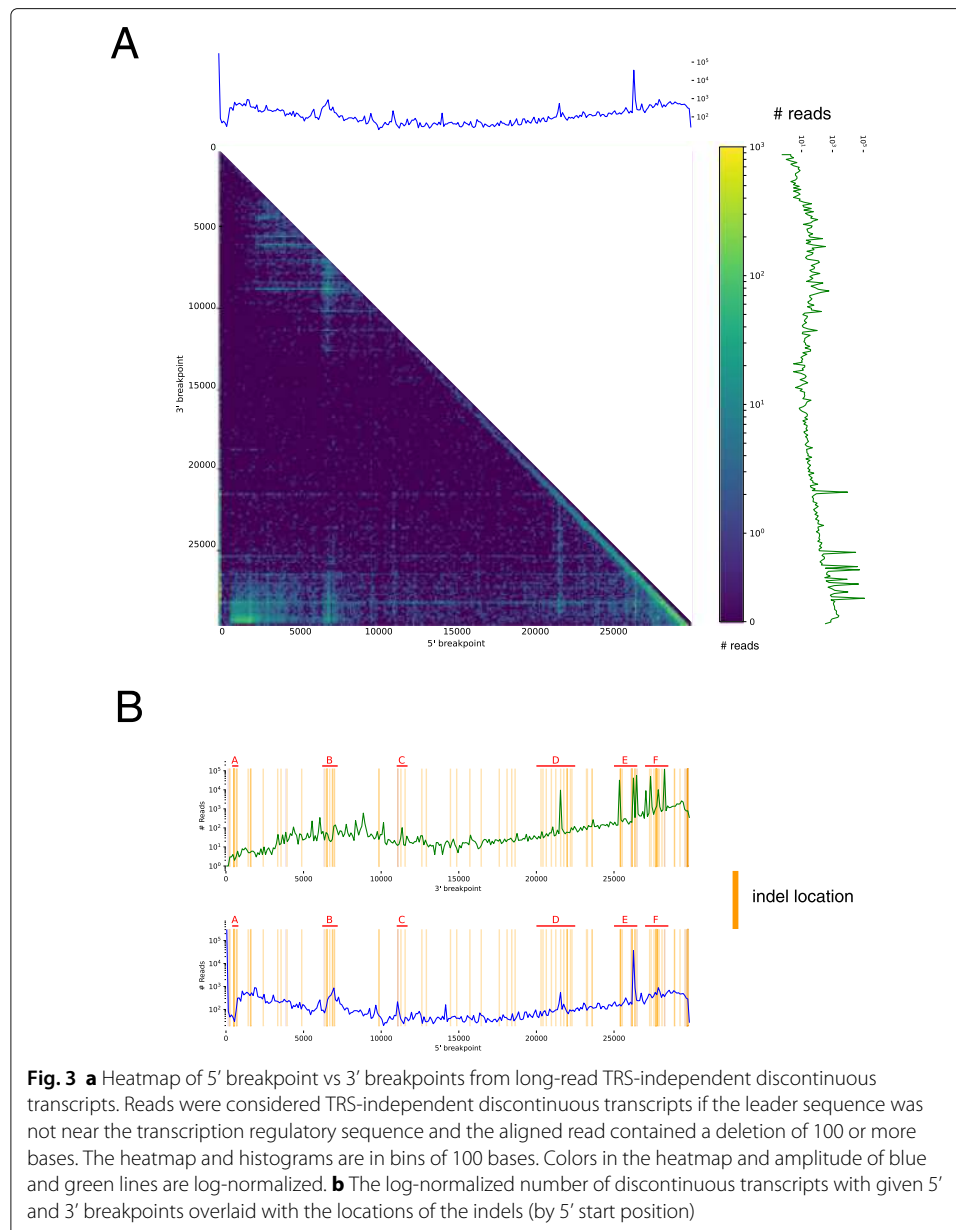 A
10⁵
10⁴
10³
10²
# reads
10¹
10³
10⁵
0
5000
10000
15000
20000
25000
3' breakpoint
0
5000
10000
15000
20000
25000
5' breakpoint
10³
10²
10¹
10⁰
0
# reads
B
A B C D E F
10⁵
10⁴
10³
10²
10¹
10⁰
# Reads
0 5000 10000 15000 20000 25000
3' breakpoint
indel location
A B C D E F
10⁵
10⁴
10³
10²
# Reads
0 5000 10000 15000 20000 25000
5' breakpoint
Fig. 3 a Heatmap of 5’ breakpoint vs 3’ breakpoints from long-read TRS-independent discontinuous
transcripts. Reads were considered TRS-independent discontinuous transcripts if the leader sequence was
not near the transcription regulatory sequence and the aligned read contained a deletion of 100 or more
bases. The heatmap and histograms are in bins of 100 bases. Colors in the heatmap and amplitude of blue
and green lines are log-normalized. b The log-normalized number of discontinuous transcripts with given 5’
and 3’ breakpoints overlaid with the locations of the indels (by 5’ start position)